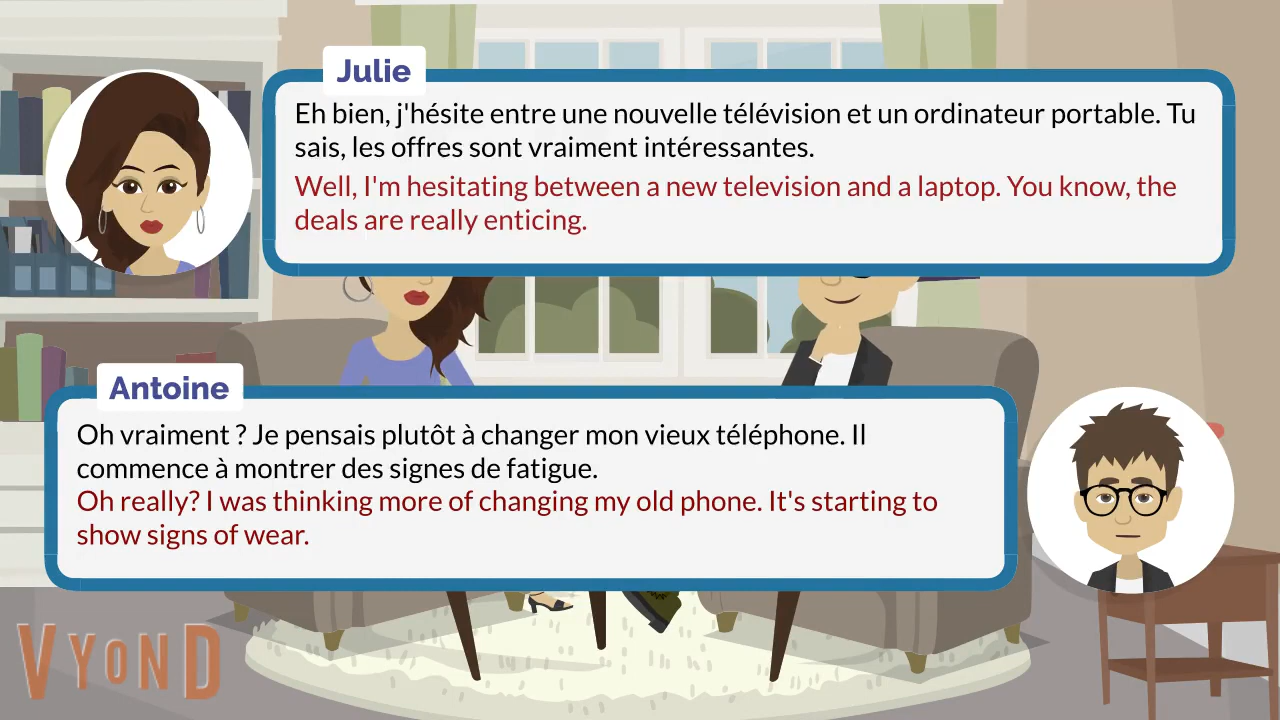 Julie
Eh bien, j'hésite entre une nouvelle télévision et un ordinateur portable. Tu
sais, les offres sont vraiment intéressantes.
Well, I'm hesitating between a new television and a laptop. You know, the
deals are really enticing.
Antoine
Oh vraiment ? Je pensais plutôt à changer mon vieux téléphone. Il
commence à montrer des signes de fatigue.
Oh really? I was thinking more of changing my old phone. It's starting to
show signs of wear.
VYOND